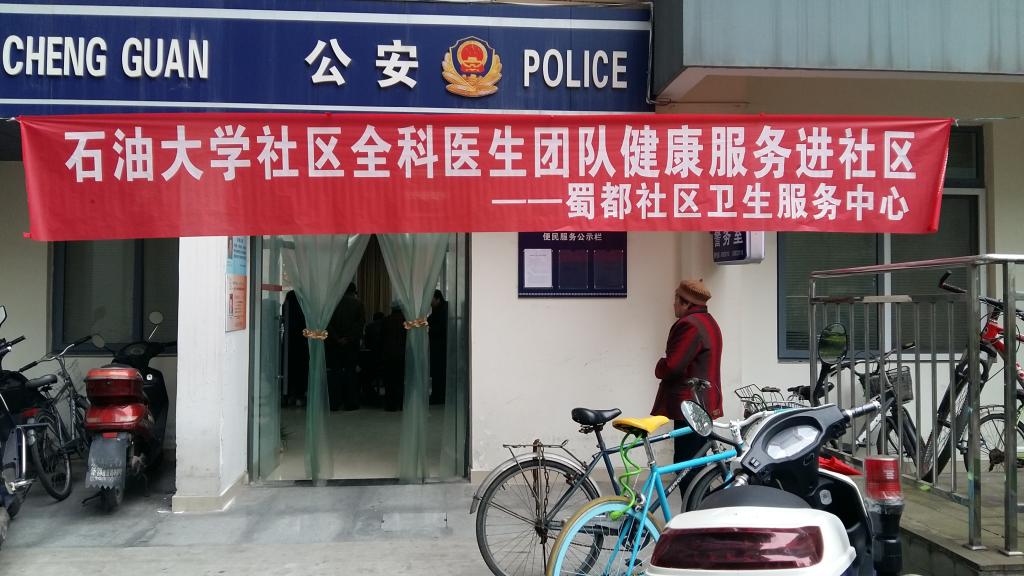 CHENG GUAN 公安 POLICE
石油大学社区全科医生团队健康服务进社区
——蜀都社区卫生服务中心
便民服务公示栏
警务室